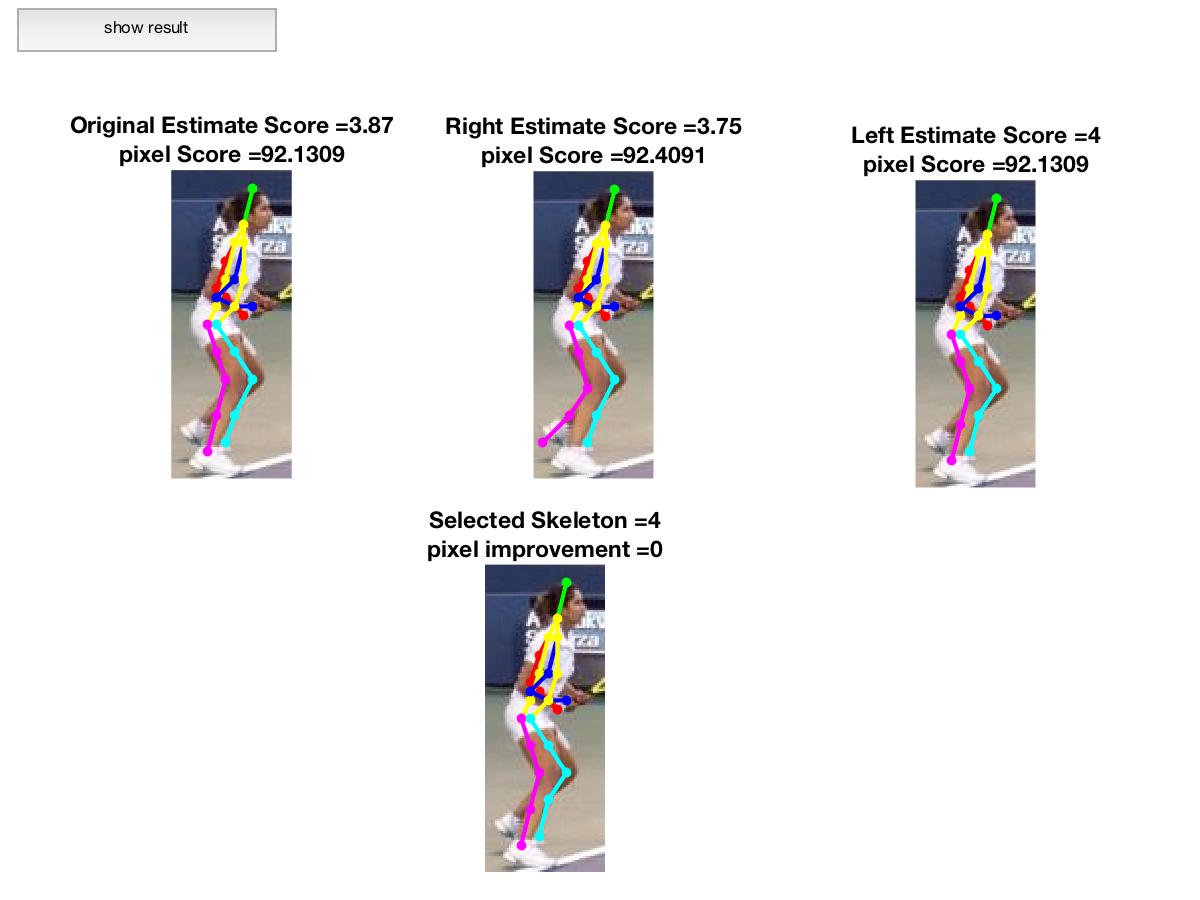 show result
Original Estimate Score =3.87
pixel Score =92.1309
Right Estimate Score =3.75
pixel Score =92.4091
Left Estimate Score =4
pixel Score =92.1309
Selected Skeleton =4
pixel improvement =0